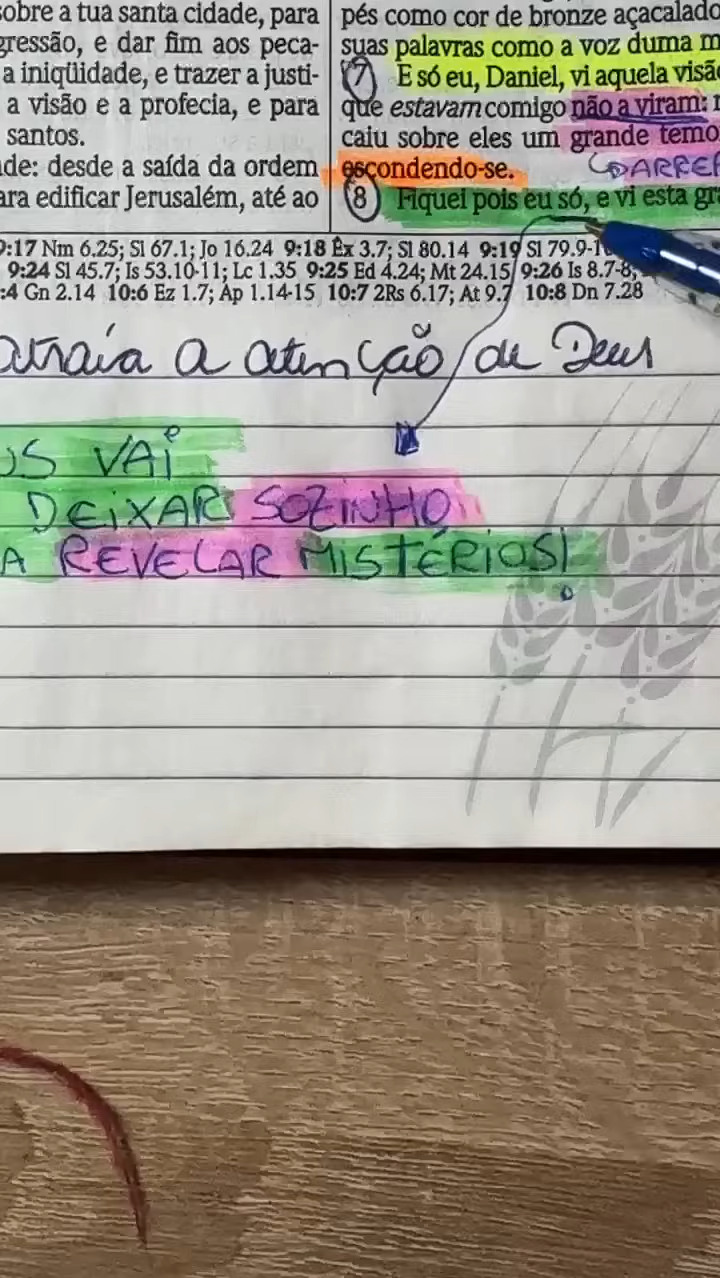 sobre a tua santa cidade, para
gressão, e dar fim aos peca-
a iniqüidade, e trazer a justi-
a visão e a profecia, e para
santos.
de: desde a saída da ordem
ara edificar Jerusalém, até ao
pés como cor de bronze açacalado
suas palavras como a voz duma m
7 E só eu, Daniel, vi aquela visão
que estavam comigo não a viram:
caiu sobre eles um grande temo
escondendo-se.
DARREP
8 Fiquei pois eu só, e vi esta gra
9:17 Nm 6.25; Sl 67.1; Jo 16.24 9:18 Êx 3.7; Sl 80.14 9:19 Sl 79.9-10
9:24 Sl 45.7; Is 53.10-11; Lc 1.35 9:25 Ed 4.24; Mt 24.15 9:26 Is 8.7-8;
:4 Gn 2.14 10:6 Ez 1.7; Ap 1.14-15 10:7 2Rs 6.17; At 9.7 10:8 Dn 7.28
atraía a atenção de Deus
US VAI
DEIXAR SOZINHO
A REVELAR MISTÉRIOS!